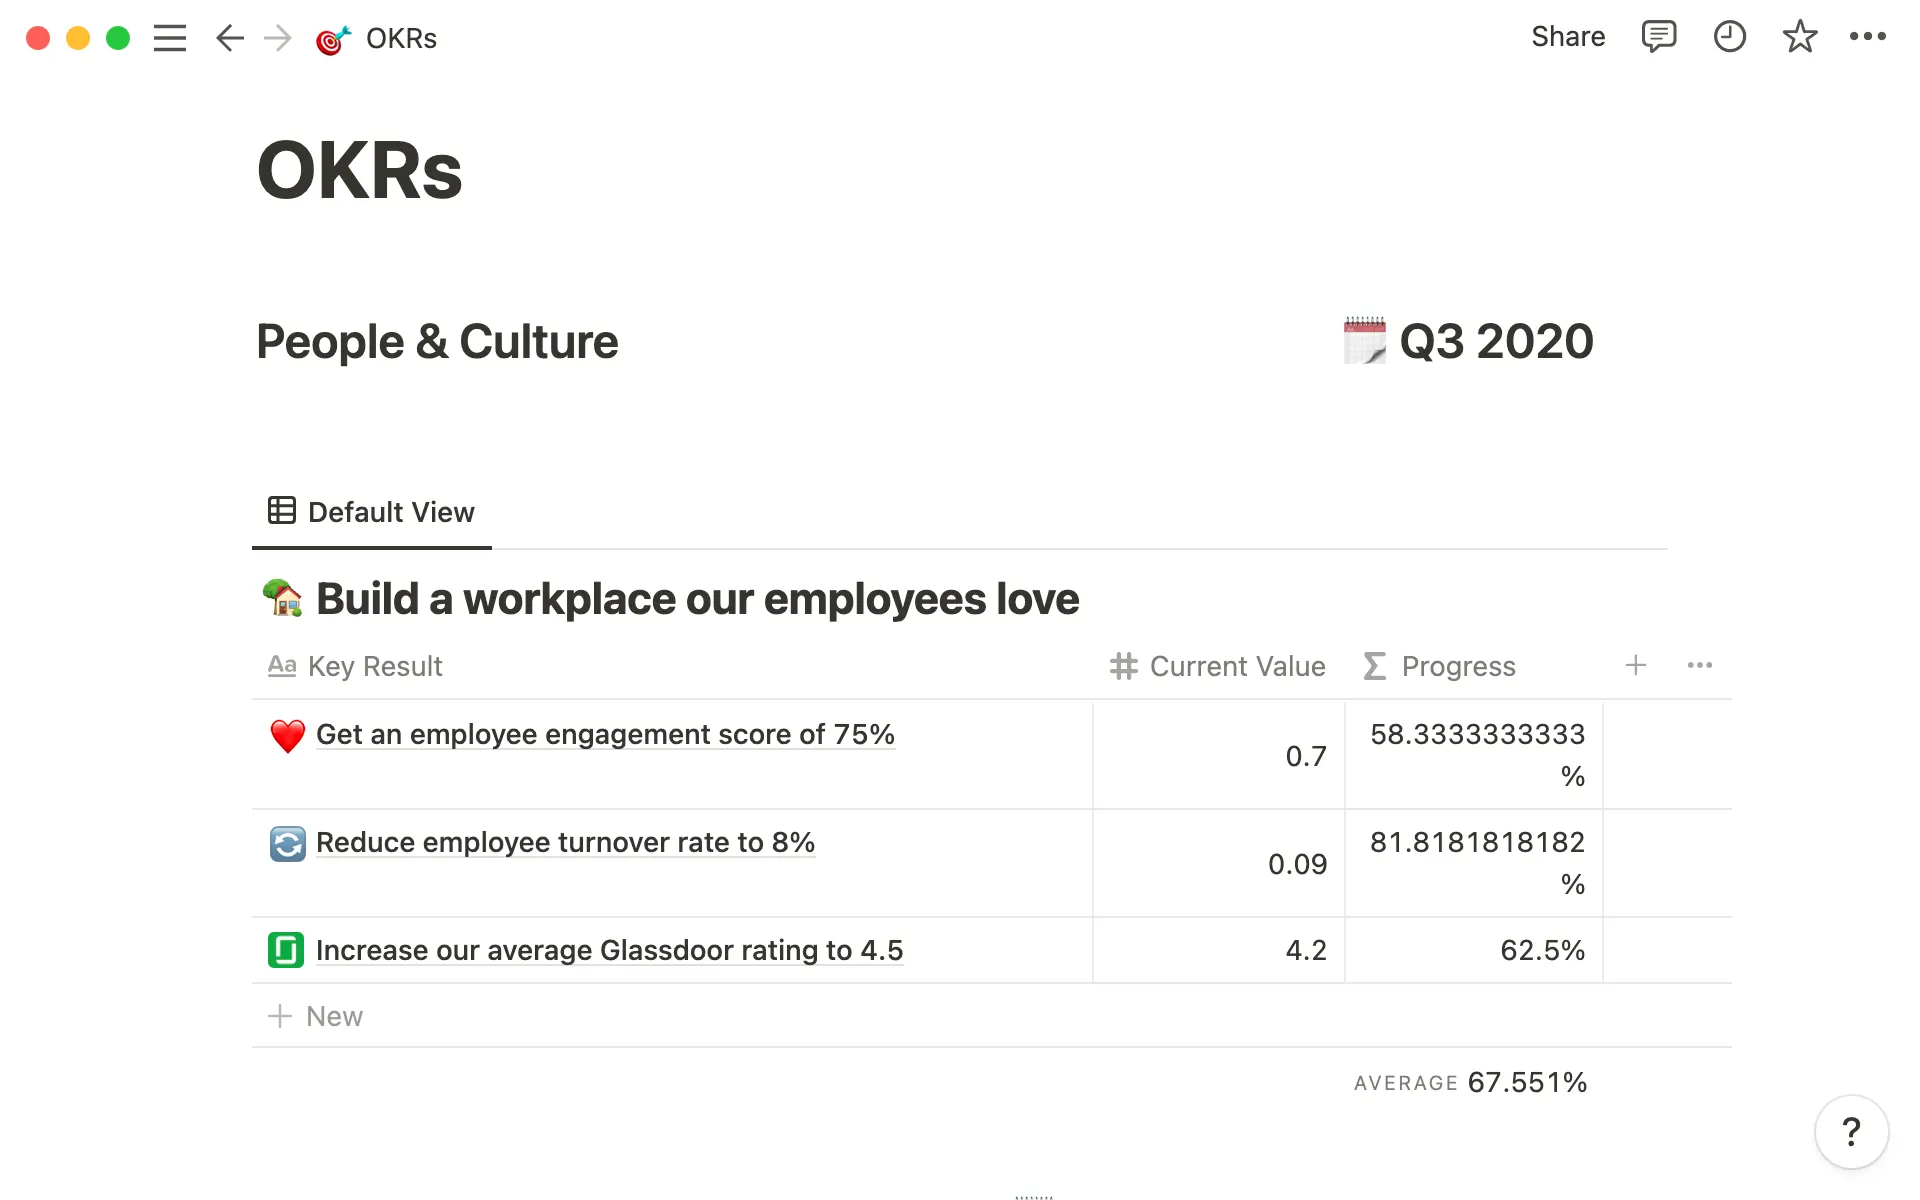 OKRs
Share
OKRs
People & Culture
Q3 2020
Default View
Build a workplace our employees love
Aa Key Result
Current Value
Progress
Get an employee engagement score of 75%
0.7
58.3333333333
%
Reduce employee turnover rate to 8%
0.09
81.8181818182
%
Increase our average Glassdoor rating to 4.5
4.2
62.5%
New
AVERAGE 67.551%
?